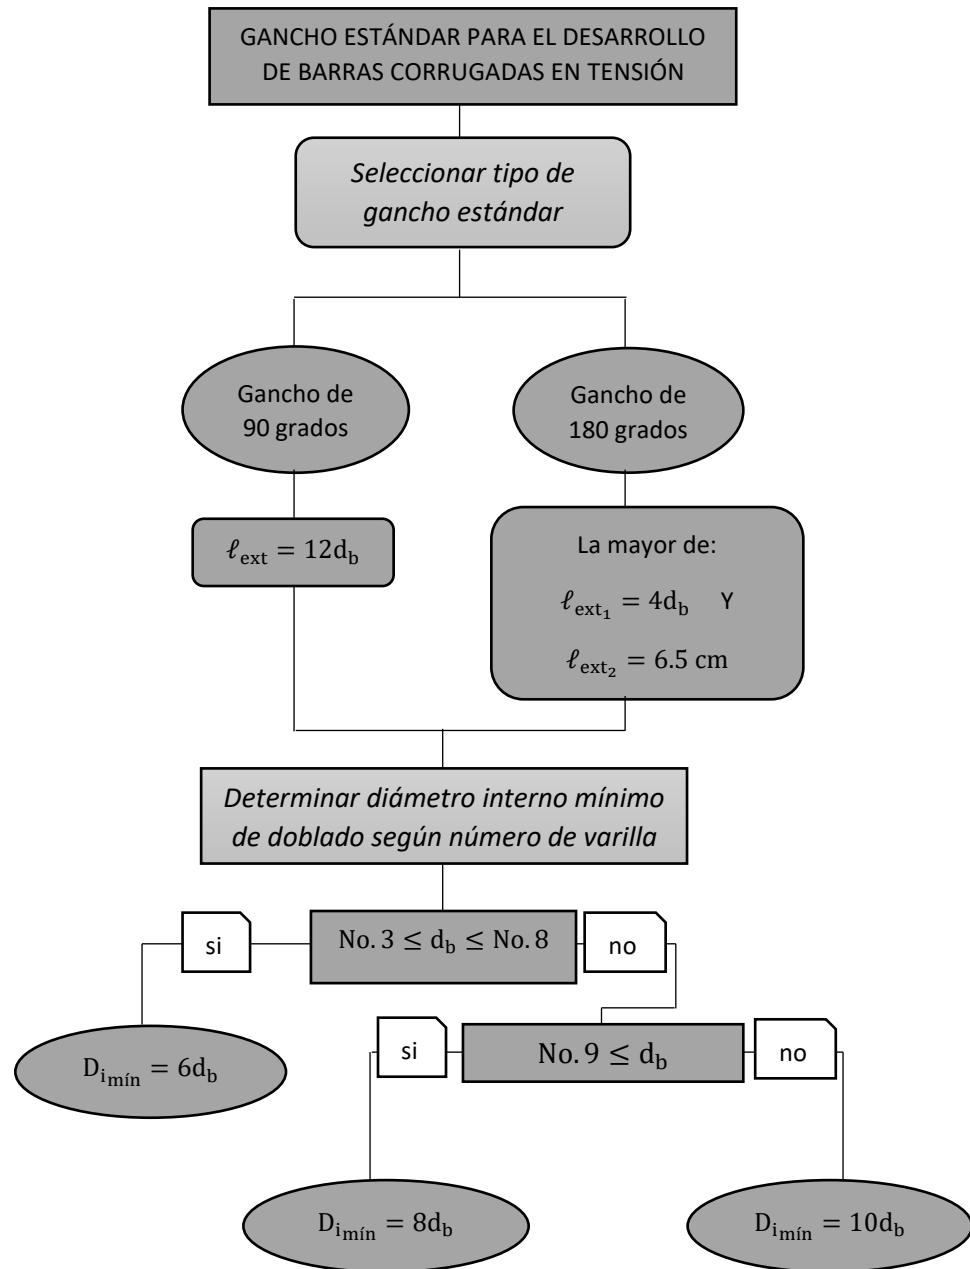 GANCHO ESTÁNDAR PARA EL DESARROLLO
DE BARRAS CORRUGADAS EN TENSIÓN
Seleccionar tipo de
gancho estándar
Gancho de
90 grados
Gancho de
180 grados
ℓext = 12db
La mayor de:
ℓext₁ = 4db Y
ℓext₂ = 6.5 cm
Determinar diámetro interno mínimo
de doblado según número de varilla
si
No. 3 ≤ db ≤ No. 8
no
Dimín = 6db
si
No. 9 ≤ db
no
Dimín = 8db
Dimín = 10db